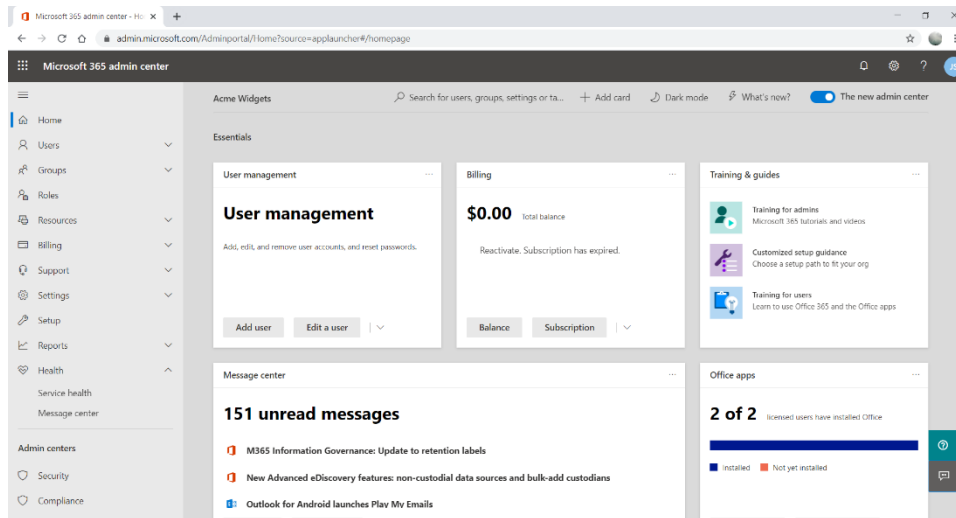 Microsoft 365 admin center - Ho
admin.microsoft.com/Adminportal/Home?source=applauncher#/homepage
Microsoft 365 admin center
?
JS
Acme Widgets
Search for users, groups, settings or ta...
Add card
Dark mode
What's new?
The new admin center
Home
Users
Groups
Roles
Resources
Billing
Support
Settings
Setup
Reports
Health
Service health
Message center
Admin centers
Security
Compliance
Essentials
User management
User management
Add, edit, and remove user accounts, and reset passwords.
Add user
Edit a user
Billing
$0.00 Total balance
Reactivate. Subscription has expired.
Balance
Subscription
Training & guides
Training for admins
Microsoft 365 tutorials and videos
Customized setup guidance
Choose a setup path to fit your org
Training for users
Learn to use Office 365 and the Office apps
Message center
151 unread messages
M365 Information Governance: Update to retention labels
New Advanced eDiscovery features: non-custodial data sources and bulk-add custodians
Outlook for Android launches Play My Emails
Office apps
2 of 2 licensed users have installed Office
Installed
Not yet installed